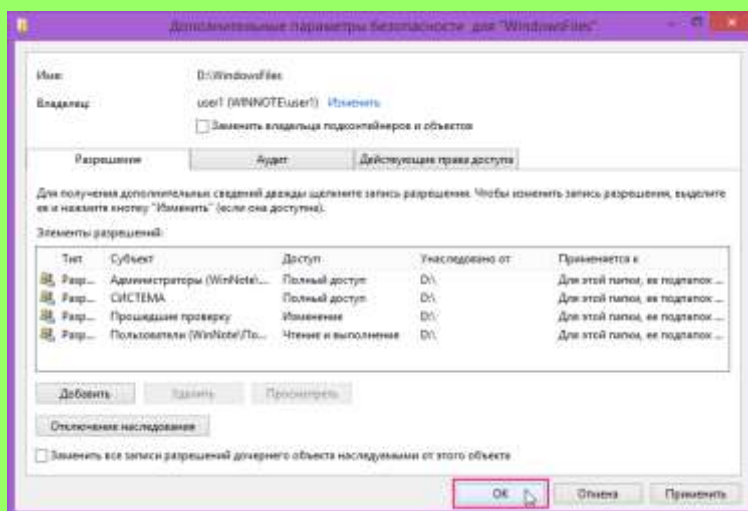 Дополнительные параметры безопасности для "WindowsFiles"
Имя: D:\WindowsFiles
Владелец: user1 (WINNOTE\user1) Изменить
Заменить владельца подконтейнеров и объектов
Разрешения Аудит Действующие права доступа
Для получения дополнительных сведений дважды щелкните запись разрешения. Чтобы изменить запись разрешения, выделите
ее и нажмите кнопку "Изменить" (если она доступна).
Элементы разрешений:
Тип Субъект Доступ Унаследовано от Применяется к
Разр... Администраторы (WinNote\... Полный доступ D:\ Для этой папки, ее подпапок ...
Разр... СИСТЕМА Полный доступ D:\ Для этой папки, ее подпапок ...
Разр... Прошедшие проверку Изменение D:\ Для этой папки, ее подпапок ...
Разр... Пользователи (WinNote\По... Чтение и выполнение D:\ Для этой папки, ее подпапок ...
Добавить Удалить Просмотреть
Отключение наследования
Заменить все записи разрешений дочернего объекта наследуемыми от этого объекта
ОК Отмена Применить